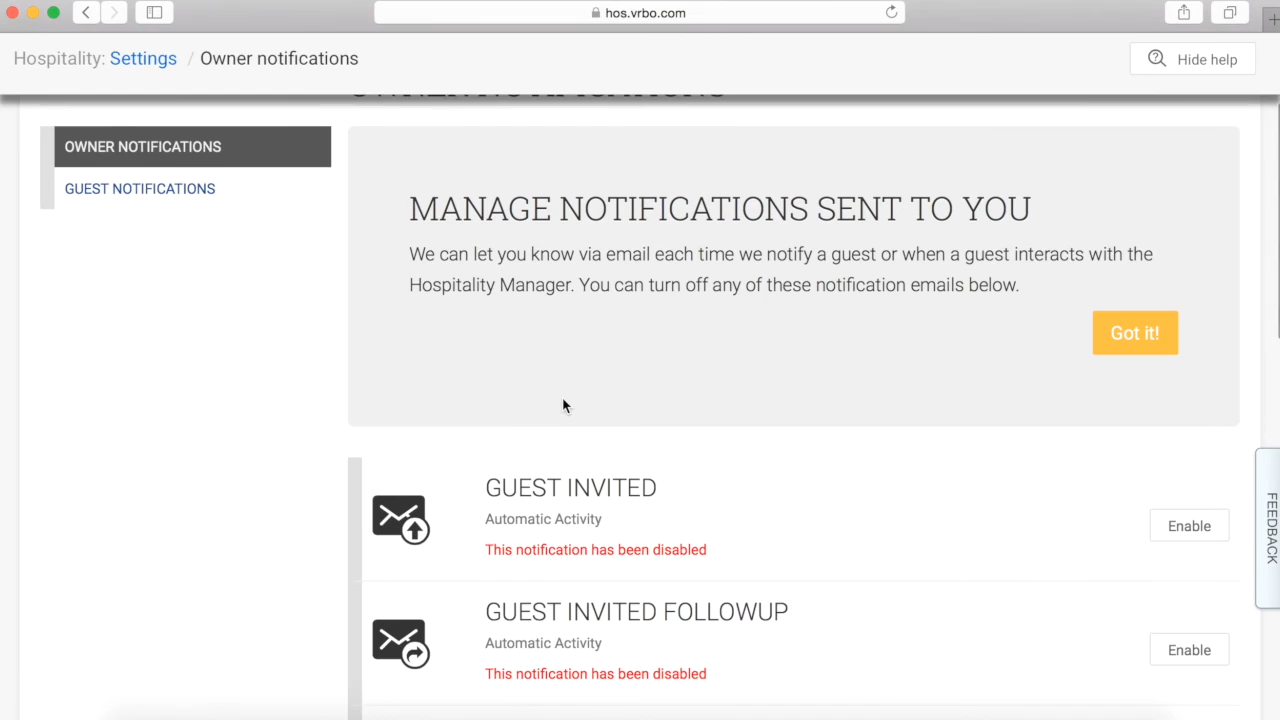 hos.vrbo.com
Hospitality: Settings / Owner notifications
Hide help
OWNER NOTIFICATIONS
OWNER NOTIFICATIONS
GUEST NOTIFICATIONS
MANAGE NOTIFICATIONS SENT TO YOU
We can let you know via email each time we notify a guest or when a guest interacts with the
Hospitality Manager. You can turn off any of these notification emails below.
Got it!
GUEST INVITED
Automatic Activity
This notification has been disabled
Enable
GUEST INVITED FOLLOWUP
Automatic Activity
This notification has been disabled
Enable
FEEDBACK